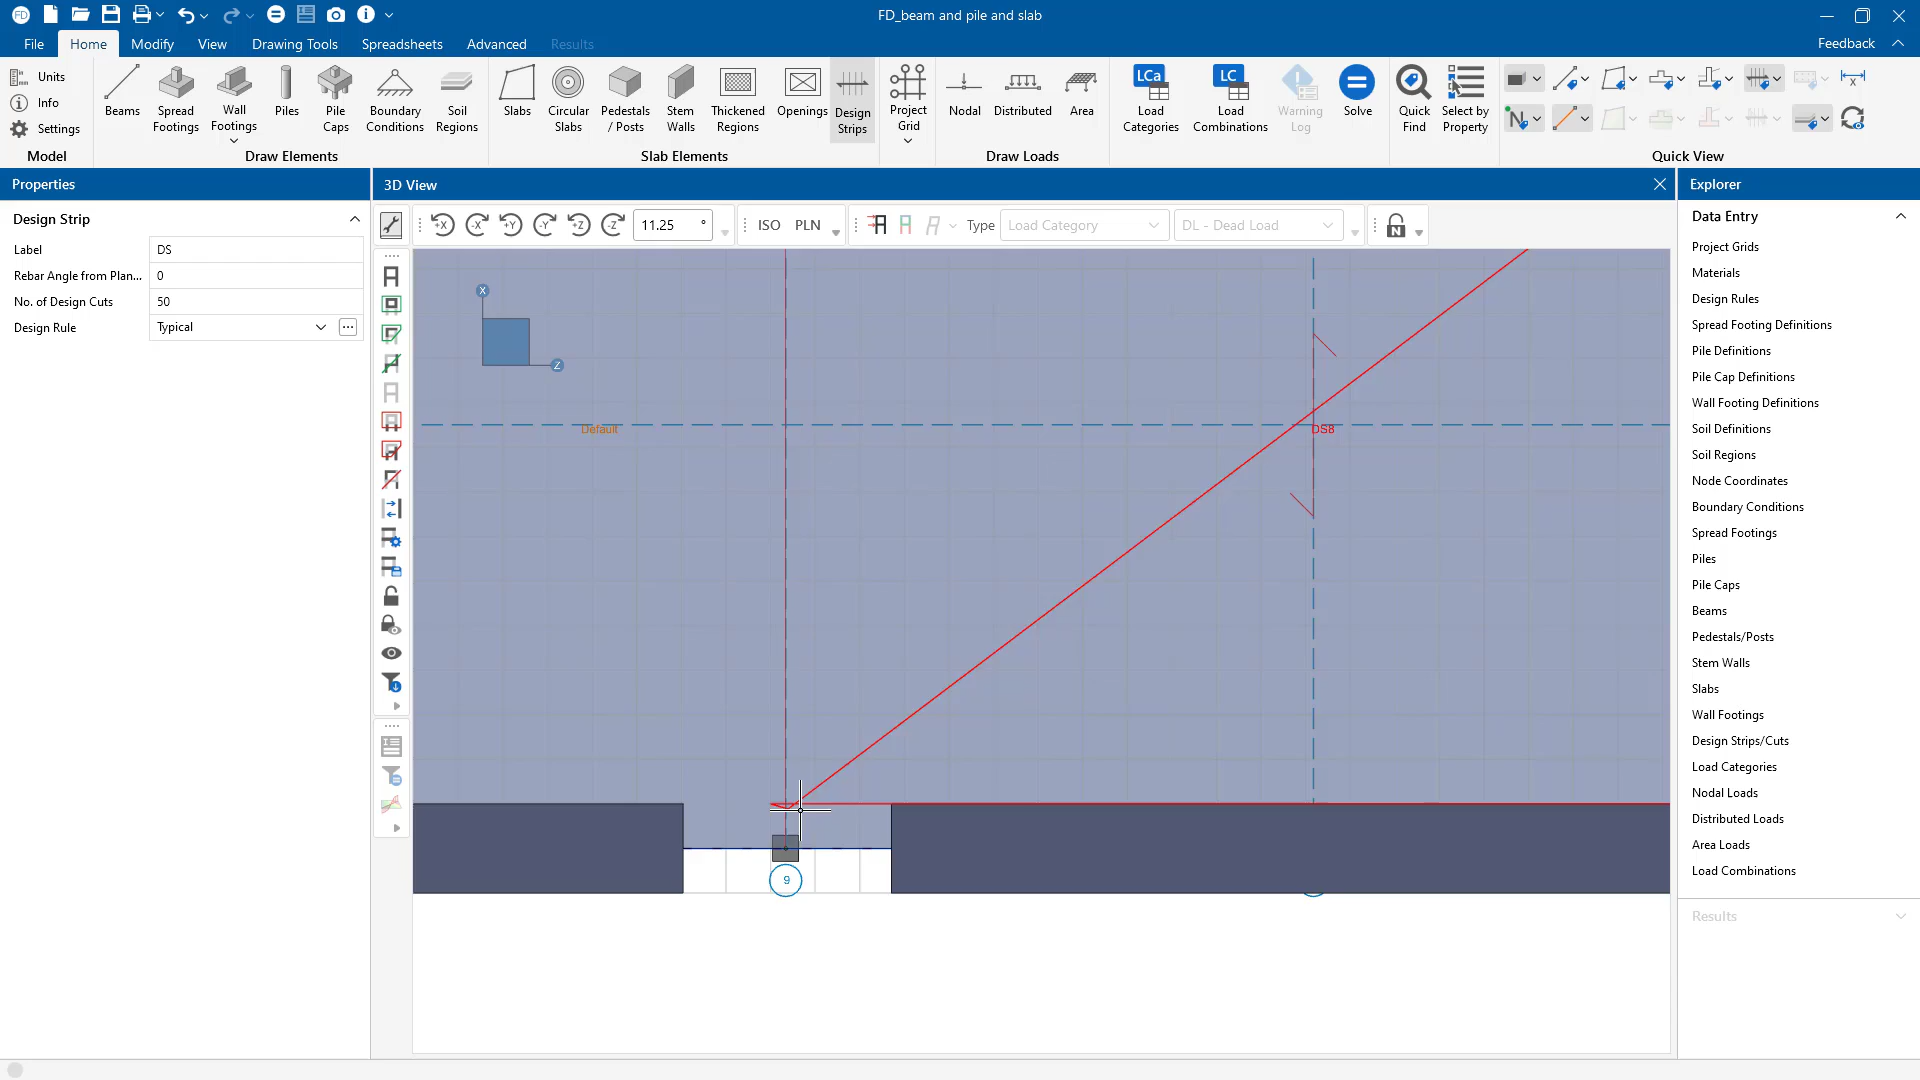 FD
FD_beam and pile and slab
File
Home
Modify
View
Drawing Tools
Spreadsheets
Advanced
Results
Feedback
Units
Info
Settings
Model
Beams
Spread
Footings
Wall
Footings
Piles
Pile
Caps
Boundary
Conditions
Soil
Regions
Draw Elements
Slabs
Circular
Slabs
Pedestals
/ Posts
Stem
Walls
Thickened
Regions
Openings
Design
Strips
Slab Elements
Project
Grid
Nodal
Distributed
Area
Draw Loads
LCa
Load
Categories
LC
Load
Combinations
Warning
Log
Solve
Quick
Find
Select by
Property
N
Quick View
Properties
Design Strip
Label
DS
Rebar Angle from Plan...
0
No. of Design Cuts
50
Design Rule
Typical
3D View
+X
-X
+Y
-Y
+Z
-Z
11.25
°
ISO
PLN
Type
Load Category
DL - Dead Load
N
X
Z
Default
DS8
9
Explorer
Data Entry
Project Grids
Materials
Design Rules
Spread Footing Definitions
Pile Definitions
Pile Cap Definitions
Wall Footing Definitions
Soil Definitions
Soil Regions
Node Coordinates
Boundary Conditions
Spread Footings
Piles
Pile Caps
Beams
Pedestals/Posts
Stem Walls
Slabs
Wall Footings
Design Strips/Cuts
Load Categories
Nodal Loads
Distributed Loads
Area Loads
Load Combinations
Results